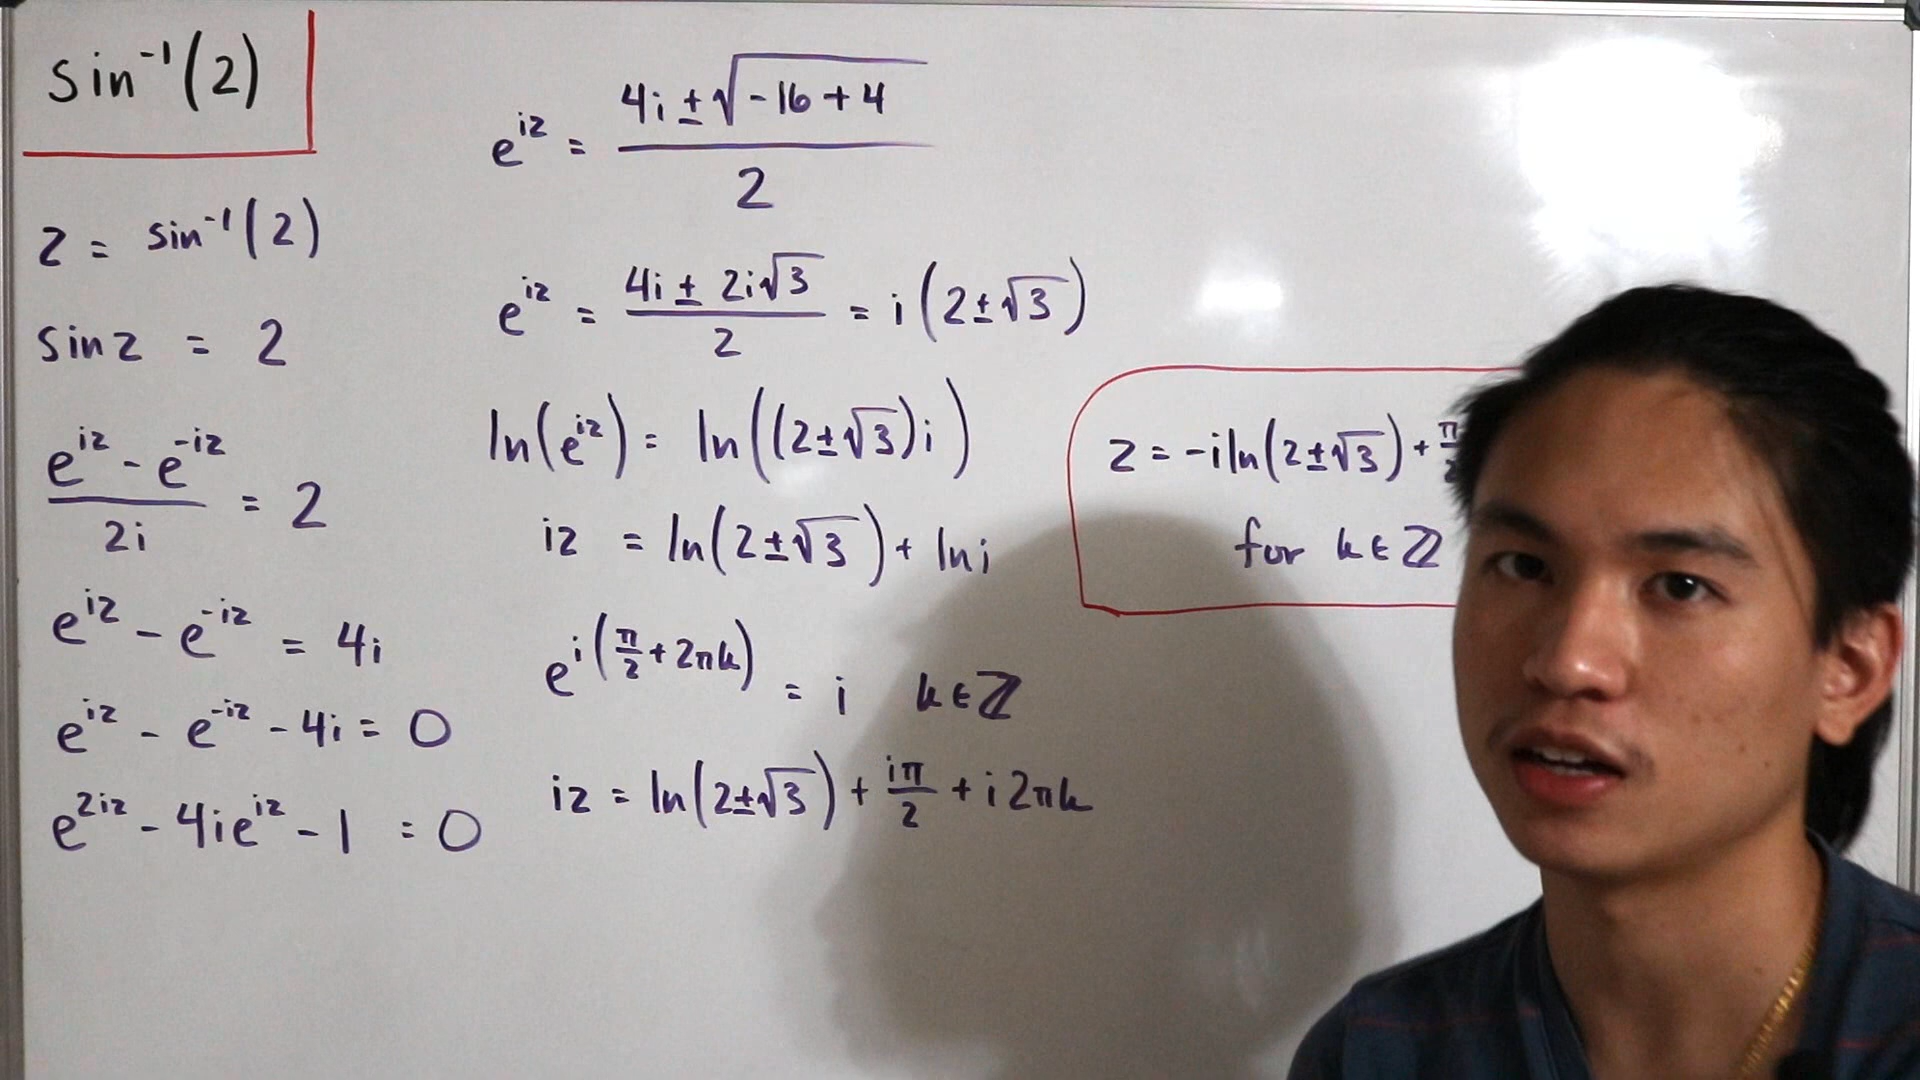 sin⁻¹(2)
z = sin⁻¹(2)
sin z = 2
(e^{iz} - e^{-iz})/2i = 2
e^{iz} - e^{-iz} = 4i
e^{iz} - e^{-iz} - 4i = 0
e^{2iz} - 4ie^{iz} - 1 = 0
e^{iz} = (4i ± √(-16 + 4))/2
e^{iz} = (4i ± 2i√3)/2 = i(2 ± √3)
ln(e^{iz}) = ln((2 ± √3)i)
iz = ln(2 ± √3) + ln i
e^{i(π/2 + 2πk)} = i k ∈ ℤ
iz = ln(2 ± √3) + iπ/2 + i2πk
z = -i ln(2 ± √3) + π/2
for k ∈ ℤ